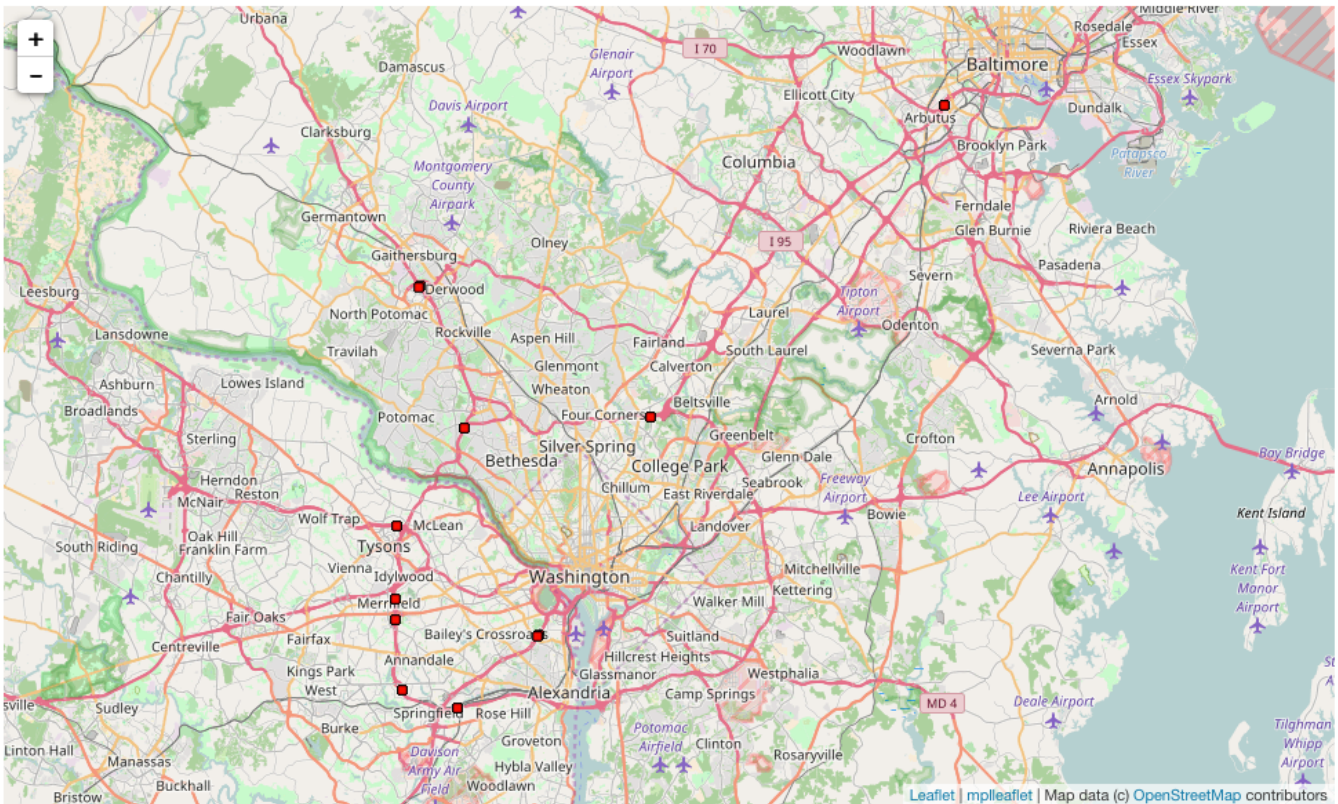 Urbana
Middle River
Rosedale
Essex
+
−
Damascus
Glenair
Airport
I 70
Woodlawn
Baltimore
Essex Skypark
Ellicott City
Dundalk
Davis Airport
Arbutus
Clarksburg
Brooklyn Park
Patapsco
River
Montgomery
County
Airpark
Columbia
Ferndale
Germantown
Glen Burnie
Riviera Beach
Olney
I 95
Gaithersburg
Pasadena
Severn
Leesburg
Derwood
Tipton
Airport
North Potomac
Laurel
Odenton
Lansdowne
Rockville
Aspen Hill
Fairland
South Laurel
Severna Park
Travilah
Glenmont
Calverton
Ashburn
Lowes Island
Wheaton
Arnold
Broadlands
Potomac
Four Corners
Beltsville
Sterling
Silver Spring
Greenbelt
Crofton
Bethesda
College Park
Glenn Dale
Bay Bridge
Annapolis
Herndon
Reston
Chillum
East Riverdale
Seabrook
Freeway
Airport
Lee Airport
McNair
Wolf Trap
McLean
Landover
Bowie
Kent Island
Oak Hill
Franklin Farm
South Riding
Tysons
Vienna
Idylwood
Washington
Mitchellville
Kent Fort
Manor
Airport
Chantilly
Merrifield
Walker Mill
Kettering
Fair Oaks
Fairfax
Bailey's Crossroads
Suitland
Centreville
Annandale
Hillcrest Heights
Kings Park
West
Glassmanor
Westphalia
Alexandria
Camp Springs
sville
Sudley
Springfield
Rose Hill
MD 4
Deale Airport
Burke
Potomac
Airfield
Clinton
Groveton
Tilghman
Whipp
Airport
Linton Hall
Davison
Army Air
Field
Rosaryville
Manassas
Hybla Valley
Buckhall
Woodlawn
Bristow
Leaflet | mplleaflet | Map data (c) OpenStreetMap contributors